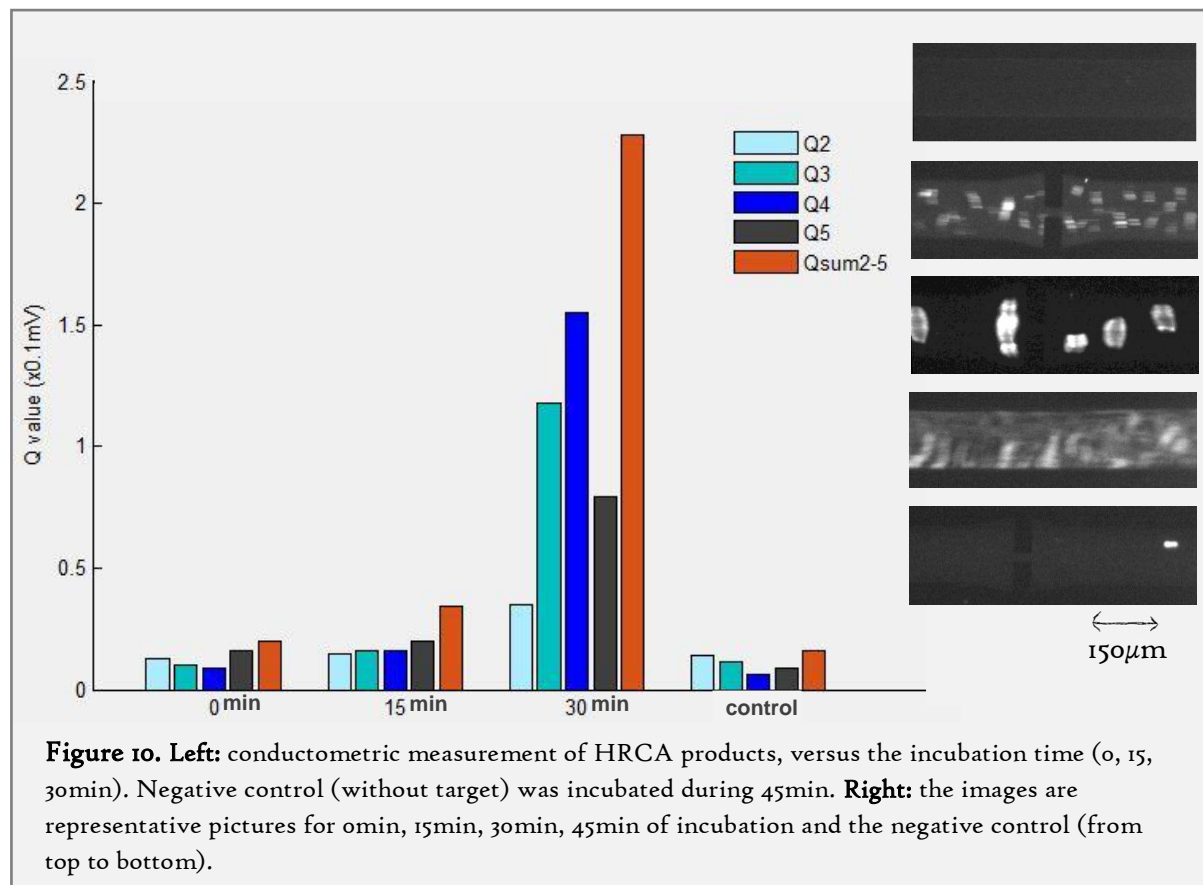 2.5
2
1.5
1
0.5
0
Q value (x0.1mV)
Q2
Q3
Q4
Q5
Qsum2-5
0 min
15 min
30 min
control
150µm
Figure 10. Left: conductometric measurement of HRCA products, versus the incubation time (0, 15,
30min). Negative control (without target) was incubated during 45min. Right: the images are
representative pictures for 0min, 15min, 30min, 45min of incubation and the negative control (from
top to bottom).